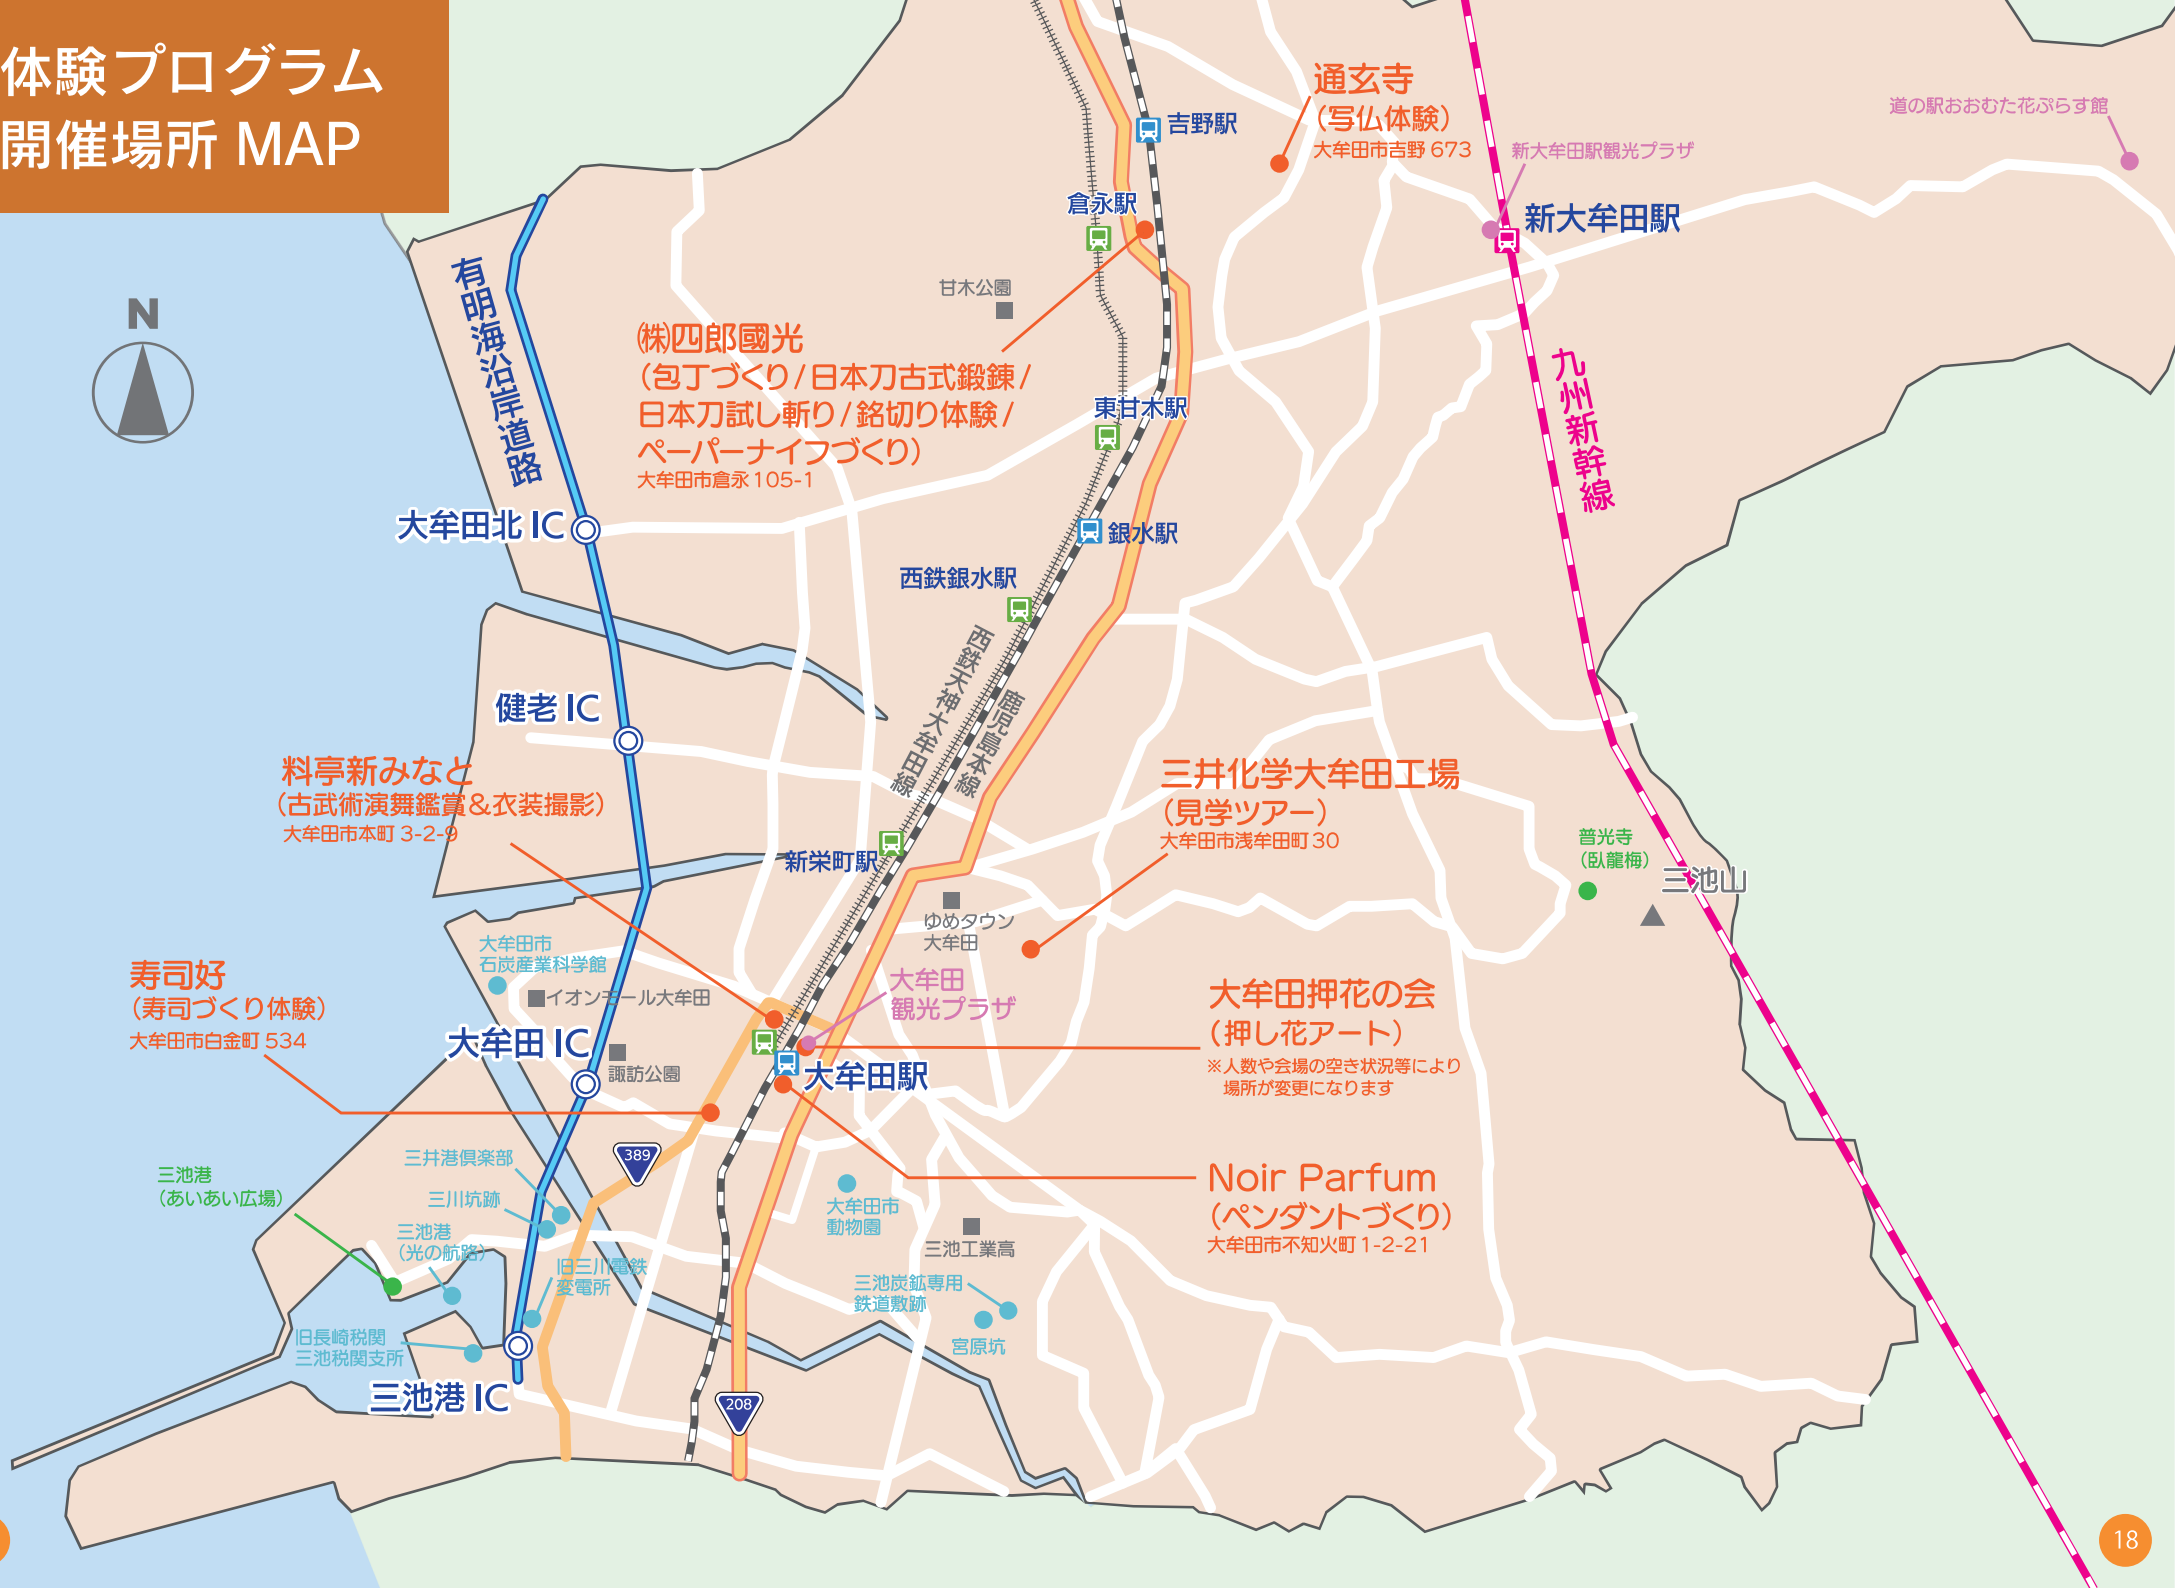 体験プログラム
開催場所 MAP
N
有明海沿岸道路
吉野駅
倉永駅
通玄寺
（写仏体験）
大牟田市吉野 673
新大牟田駅観光プラザ
道の駅おおむた花ぷらす館
新大牟田駅
九州新幹線
甘木公園
㈱四郎國光
（包丁づくり/日本刀古式鍛錬/
日本刀試し斬り/銘切り体験/
ペーパーナイフづくり）
大牟田市倉永 105-1
東甘木駅
大牟田北 IC
銀水駅
西鉄銀水駅
西鉄天神大牟田線
鹿児島本線
健老 IC
料亭新みなと
（古武術演舞鑑賞＆衣装撮影）
大牟田市本町 3-2-9
三井化学大牟田工場
（見学ツアー）
大牟田市浅牟田町 30
新栄町駅
普光寺
（臥龍梅）
三池山
ゆめタウン
大牟田
大牟田市
石炭産業科学館
イオンモール大牟田
大牟田
観光プラザ
寿司好
（寿司づくり体験）
大牟田市白金町 534
大牟田押花の会
（押し花アート）
※人数や会場の空き状況等により
場所が変更になります
大牟田 IC
諏訪公園
大牟田駅
389
三井港倶楽部
三池港
（あいあい広場）
三川坑跡
三池港
（光の航路）
旧三川電鉄
変電所
大牟田市
動物園
三池工業高
Noir Parfum
（ペンダントづくり）
大牟田市不知火町 1-2-21
三池炭鉱専用
鉄道敷跡
宮原坑
旧長崎税関
三池税関支所
三池港 IC
208
18